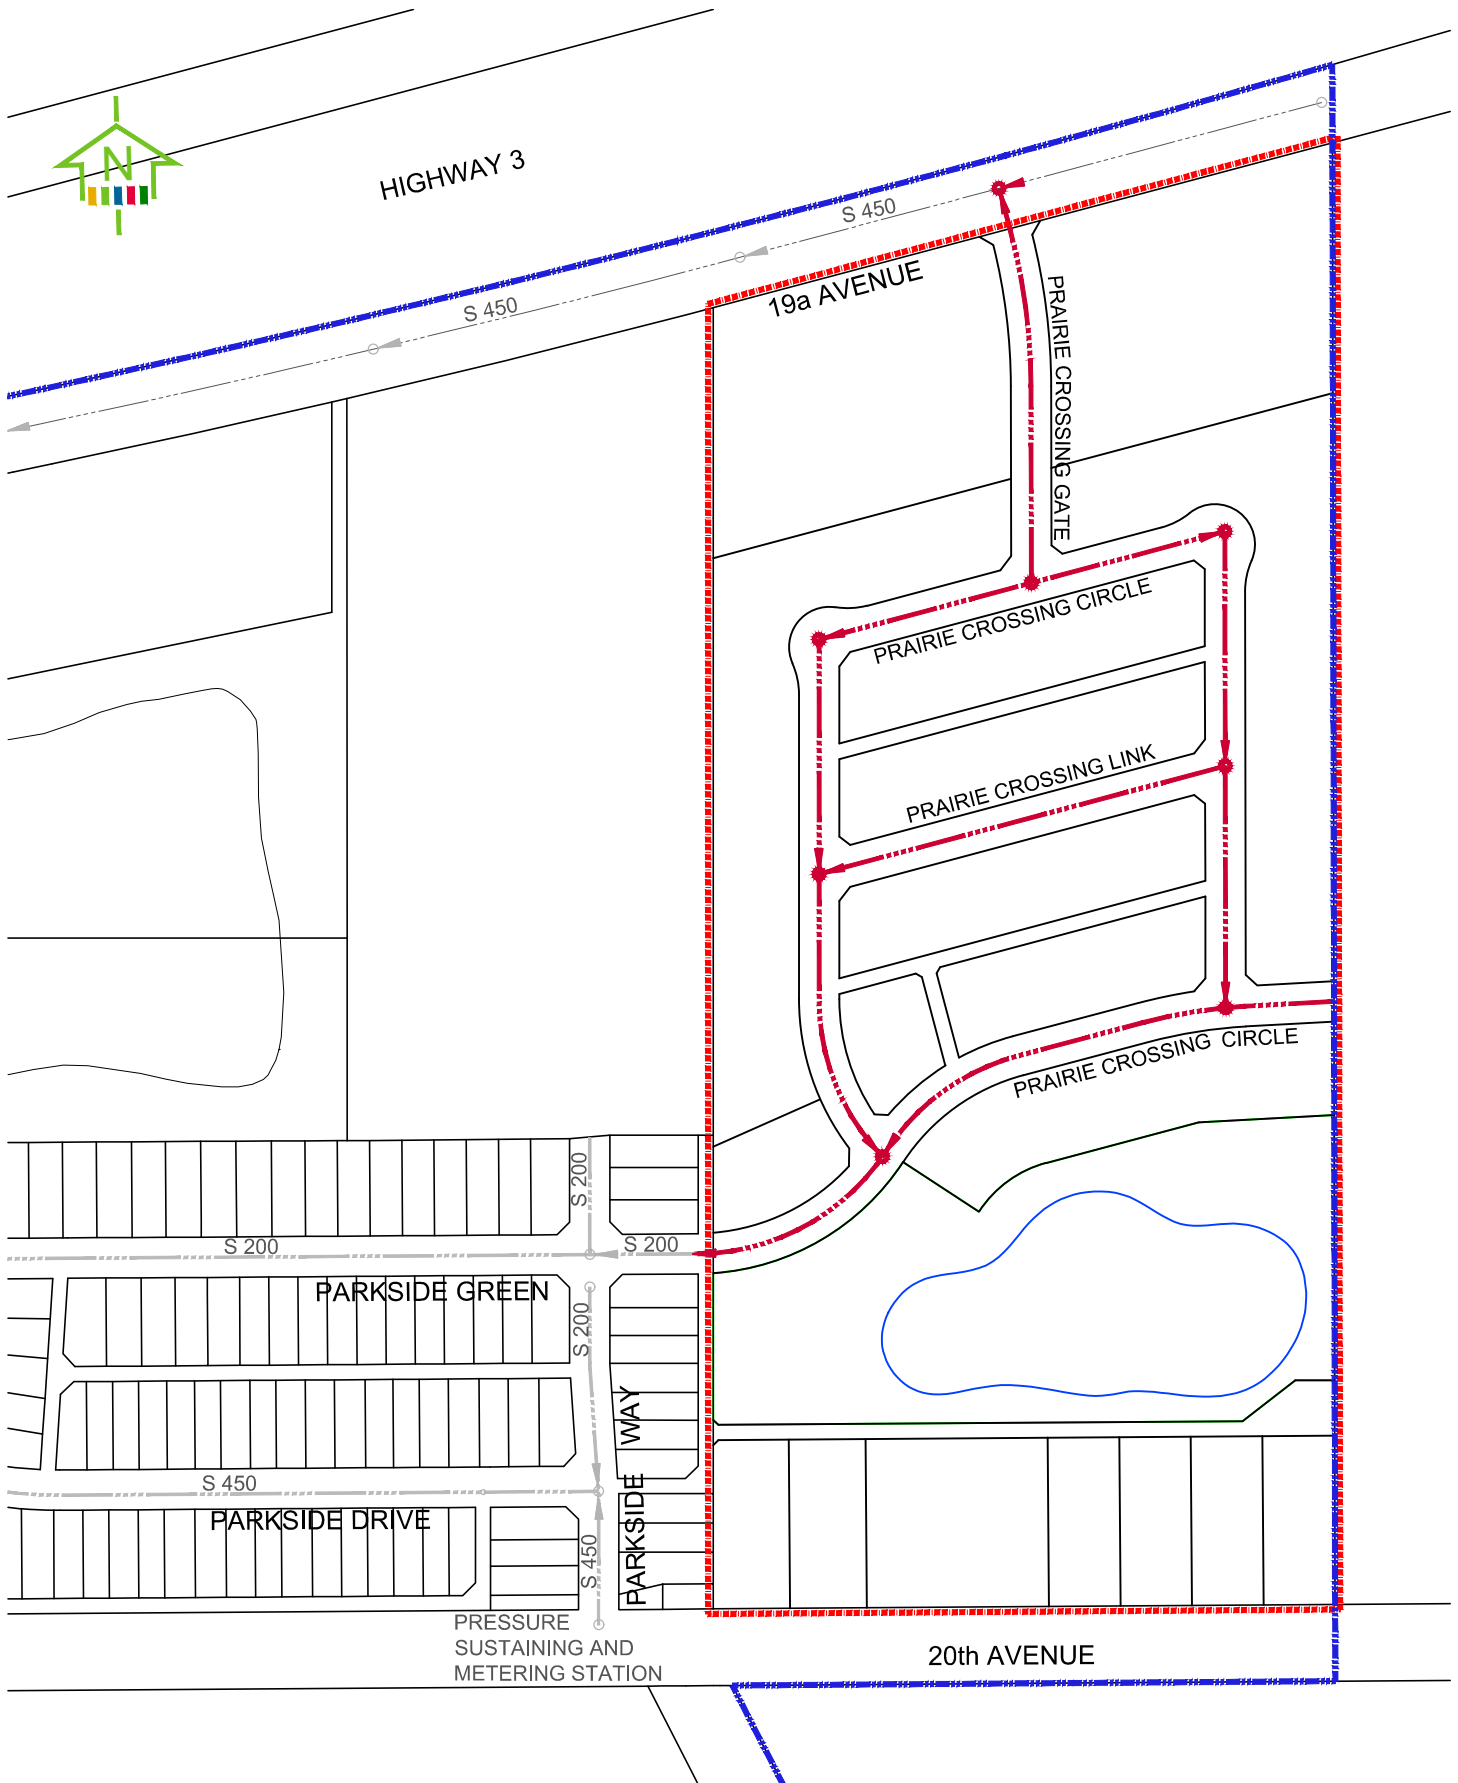 N
HIGHWAY 3
S 450
S 450
19a AVENUE
PRAIRIE CROSSING GATE
PRAIRIE CROSSING CIRCLE
PRAIRIE CROSSING LINK
PRAIRIE CROSSING CIRCLE
S 200
S 200
S 200
PARKSIDE GREEN
S 200
PARKSIDE WAY
S 450
PARKSIDE DRIVE
S 450
PRESSURE
SUSTAINING AND
METERING STATION
20th AVENUE